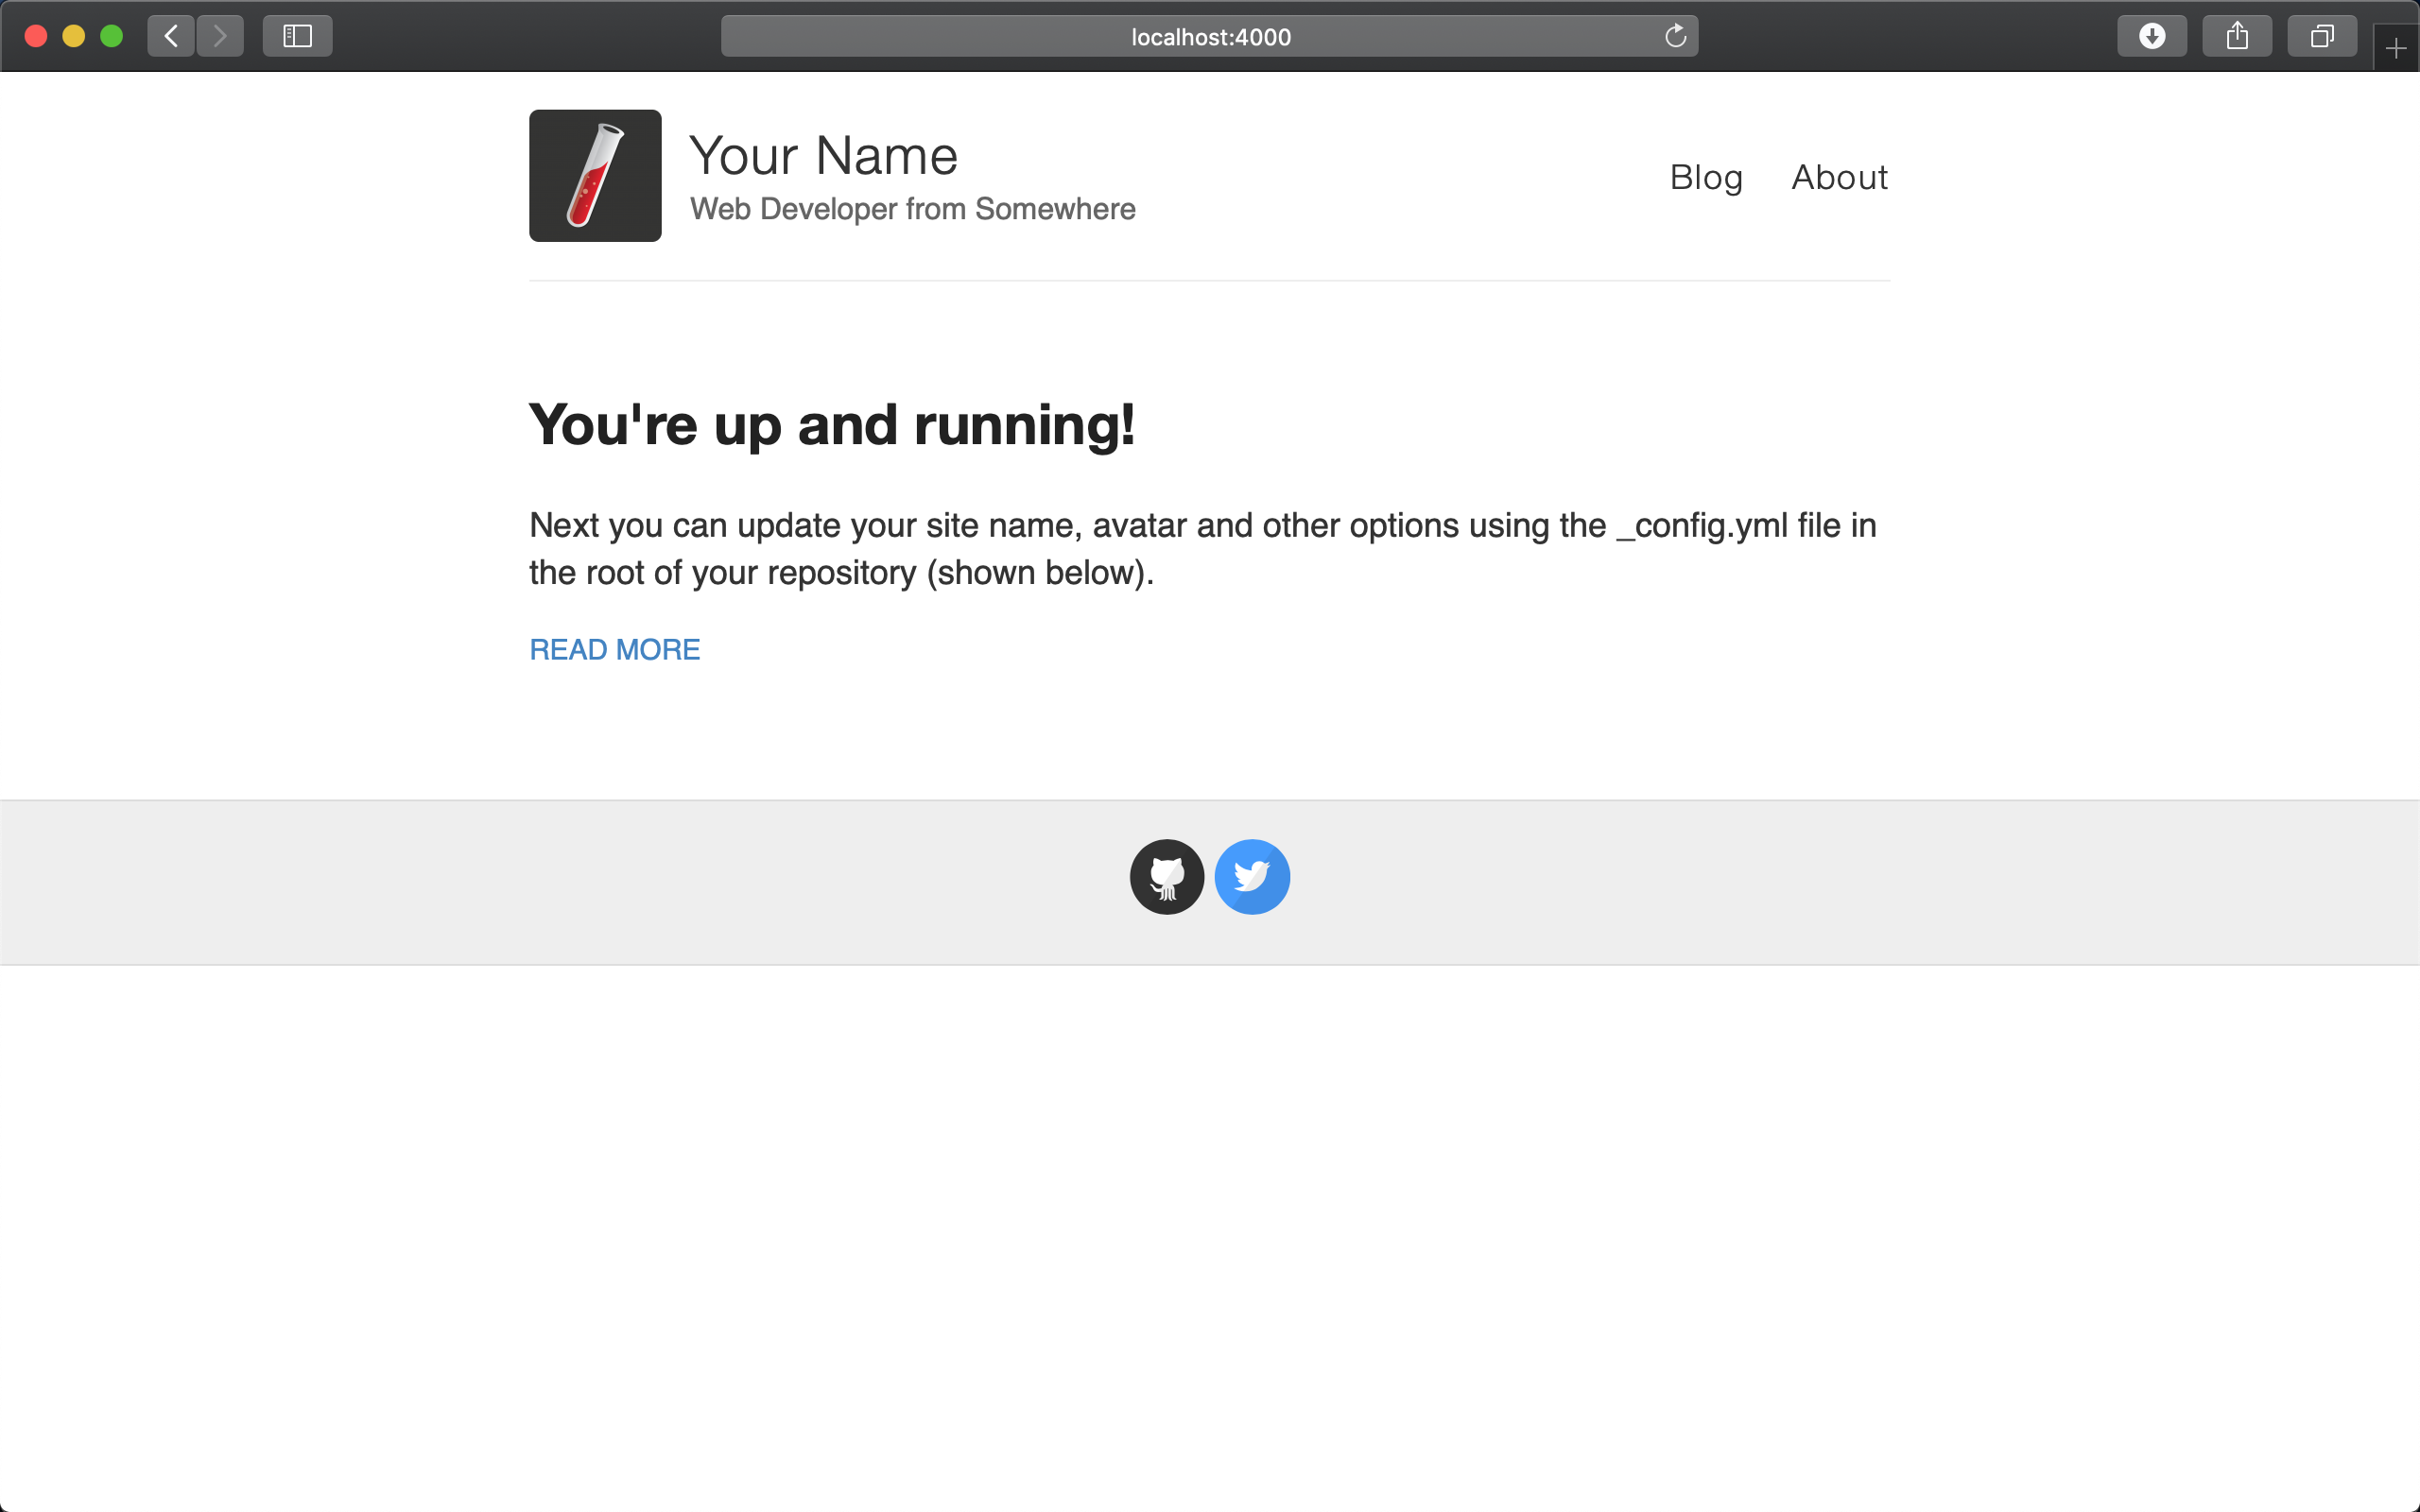 localhost:4000
Your Name
Web Developer from Somewhere
Blog About
You're up and running!
Next you can update your site name, avatar and other options using the _config.yml file in
the root of your repository (shown below).
READ MORE